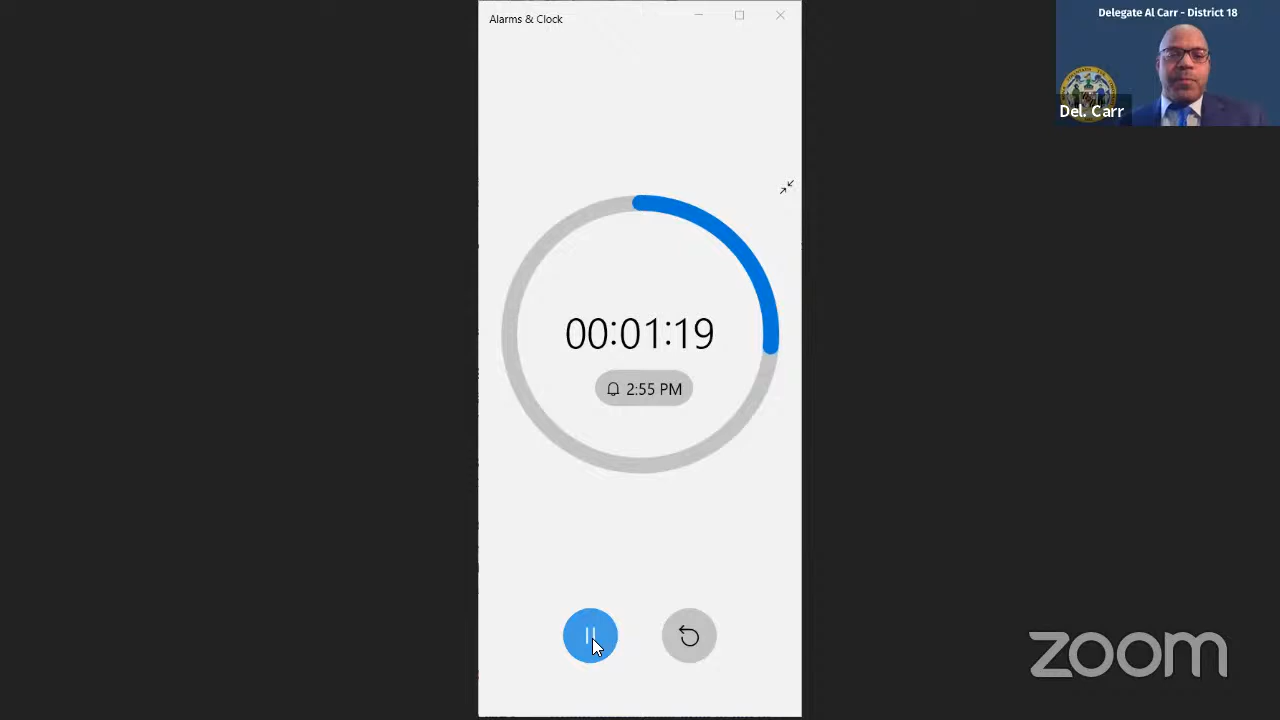 Alarms & Clock
Delegate Al Carr - District 18
Del. Carr
00:01:19
2:55 PM
zoom